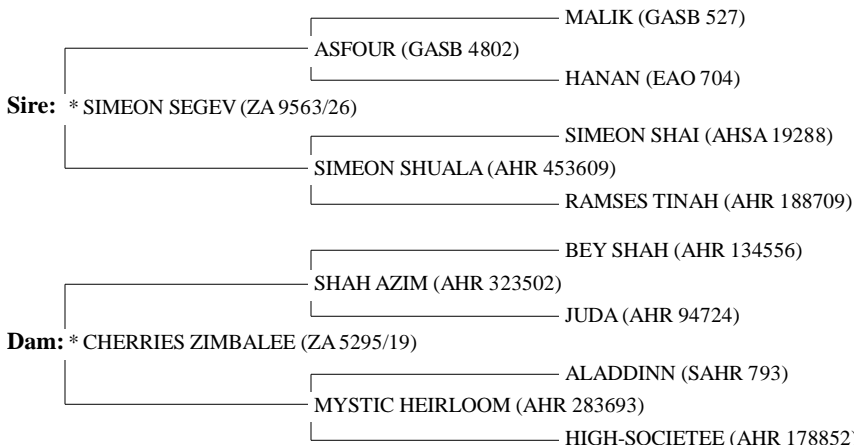 MALIK (GASB 527)
ASFOUR (GASB 4802)
HANAN (EAO 704)
Sire: * SIMEON SEGEV (ZA 9563/26)
SIMEON SHAI (AHSA 19288)
SIMEON SHUALA (AHR 453609)
RAMSES TINAH (AHR 188709)
BEY SHAH (AHR 134556)
SHAH AZIM (AHR 323502)
JUDA (AHR 94724)
Dam: * CHERRIES ZIMBALEE (ZA 5295/19)
ALADDINN (SAHR 793)
MYSTIC HEIRLOOM (AHR 283693)
HIGH-SOCIETEE (AHR 178852)